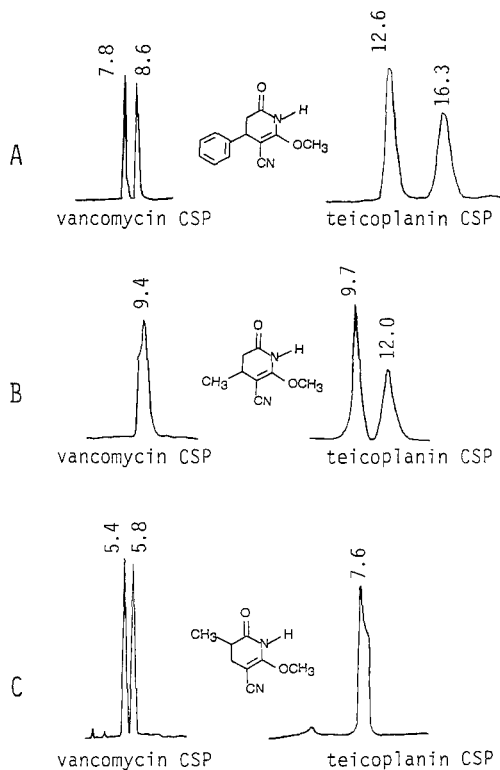 A
7.8
8.6
O
N
H
OCH3
CN
12.6
16.3
vancomycin CSP
teicoplanin CSP
B
9.4
O
N
H
CH3
OCH3
CN
9.7
12.0
vancomycin CSP
teicoplanin CSP
C
5.4
5.8
CH3
O
N
H
OCH3
CN
7.6
vancomycin CSP
teicoplanin CSP